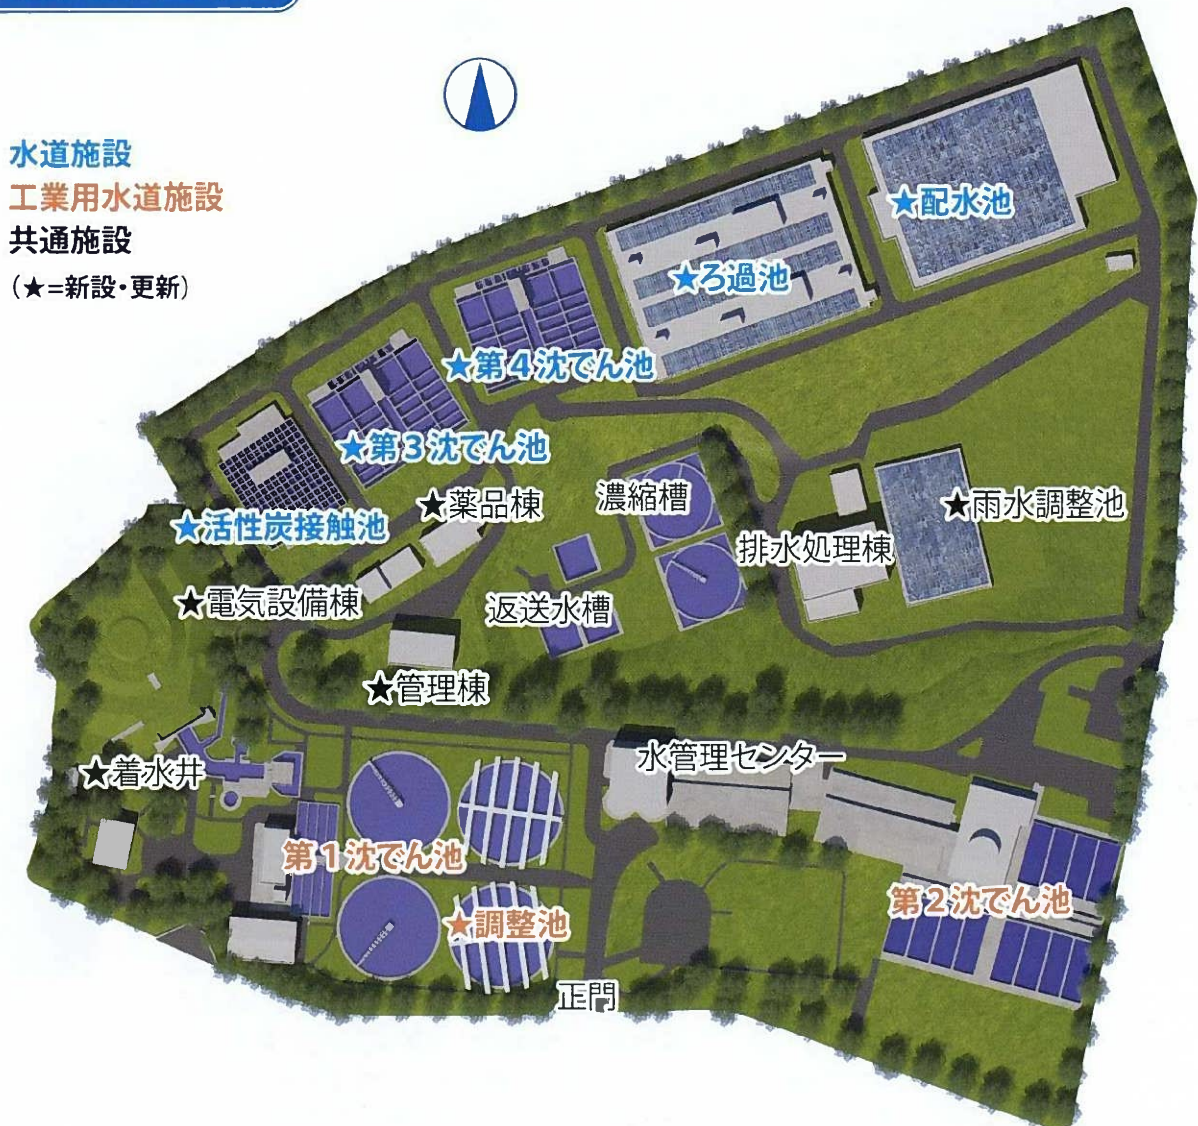 水道施設
工業用水道施設
共通施設
(★=新設・更新)
★配水池
★ろ過池
★第4沈でん池
★第3沈でん池
★活性炭接触池
★薬品棟
濃縮槽
★雨水調整池
排水処理棟
★電気設備棟
返送水槽
★管理棟
水管理センター
★着水井
第1沈でん池
第2沈でん池
★調整池
正門